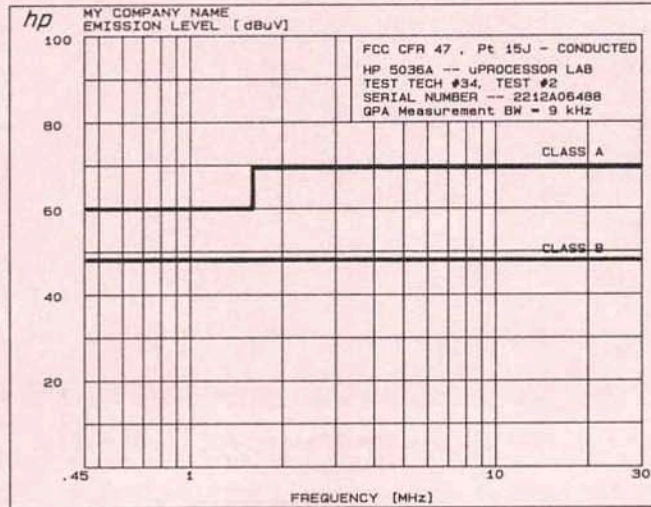 hp
MY COMPANY NAME
EMISSION LEVEL [dBuV]
100
80
60
40
20
FCC CFR 47 . Pt 15J - CONDUCTED
HP 5036A -- uPROCESSOR LAB
TEST TECH #34, TEST #2
SERIAL NUMBER -- 2212A06488
QPA Measurement BW = 9 kHz
CLASS A
CLASS B
.45
1
10
30
FREQUENCY [MHz]